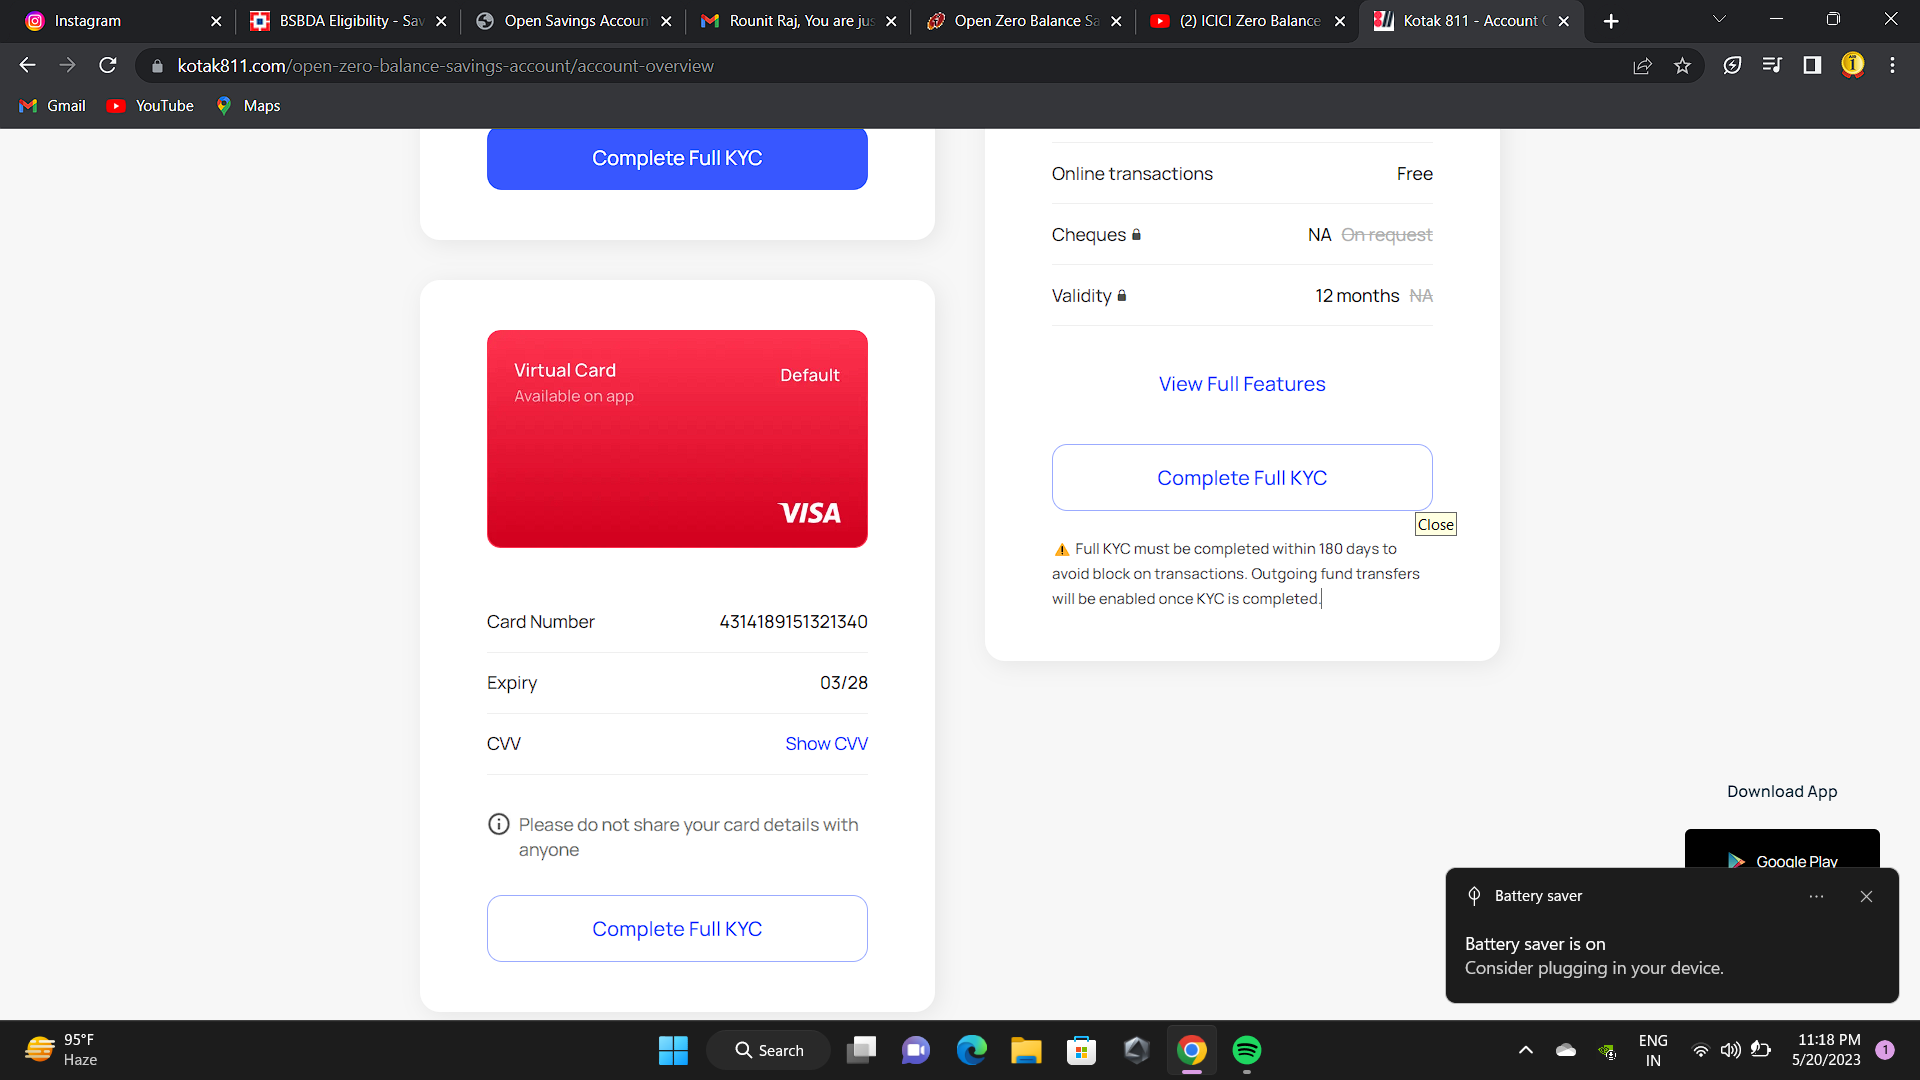 Instagram
BSBDA Eligibility - Sav
Open Savings Accoun
Rounit Raj, You are jus
Open Zero Balance Sa
(2) ICICI Zero Balance
Kotak 811 - Account O
kotak811.com/open-zero-balance-savings-account/account-overview
Gmail
YouTube
Maps
Complete Full KYC
Virtual Card
Default
Available on app
VISA
Card Number 4314189151321340
Expiry 03/28
CVV Show CVV
Please do not share your card details with
anyone
Complete Full KYC
Online transactions Free
Cheques NA On request
Validity 12 months NA
View Full Features
Complete Full KYC
Close
Full KYC must be completed within 180 days to
avoid block on transactions. Outgoing fund transfers
will be enabled once KYC is completed.
Download App
Google Play
Battery saver
Battery saver is on
Consider plugging in your device.
95°F
Haze
Search
ENG
IN
11:18 PM
5/20/2023
1